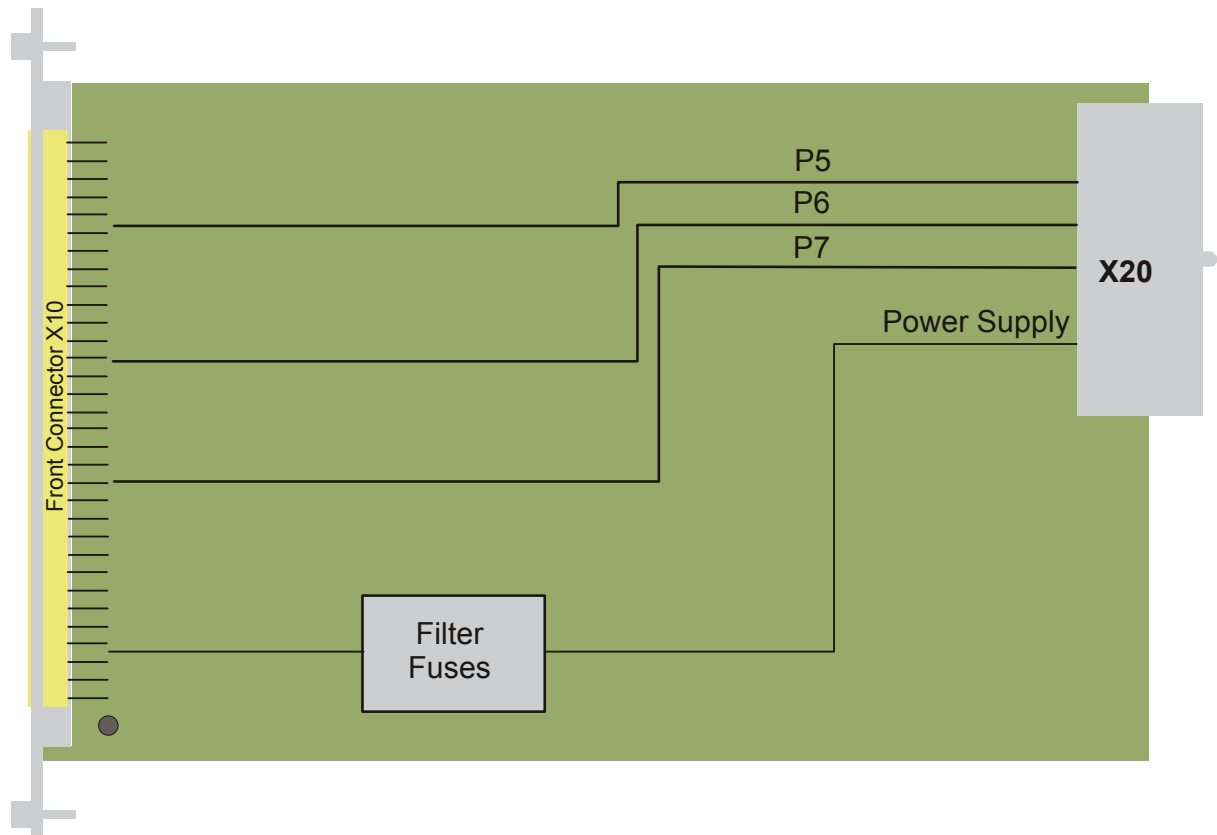 P5
P6
P7
X20
Power Supply
Front Connector X10
Filter
Fuses